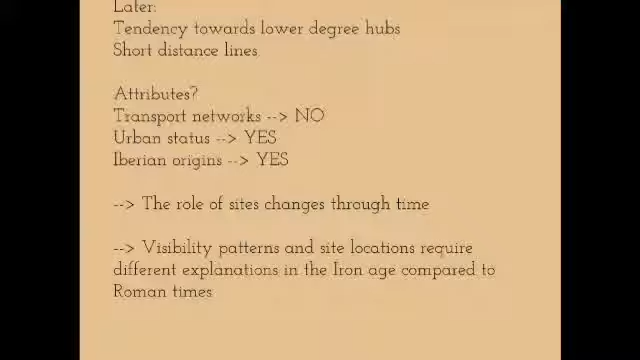 Later:
Tendency towards lower degree hubs
Short distance lines
Attributes?
Transport networks --> NO
Urban status --> YES
Iberian origins --> YES
--> The role of sites changes through time
--> Visibility patterns and site locations require
different explanations in the Iron age compared to
Roman times